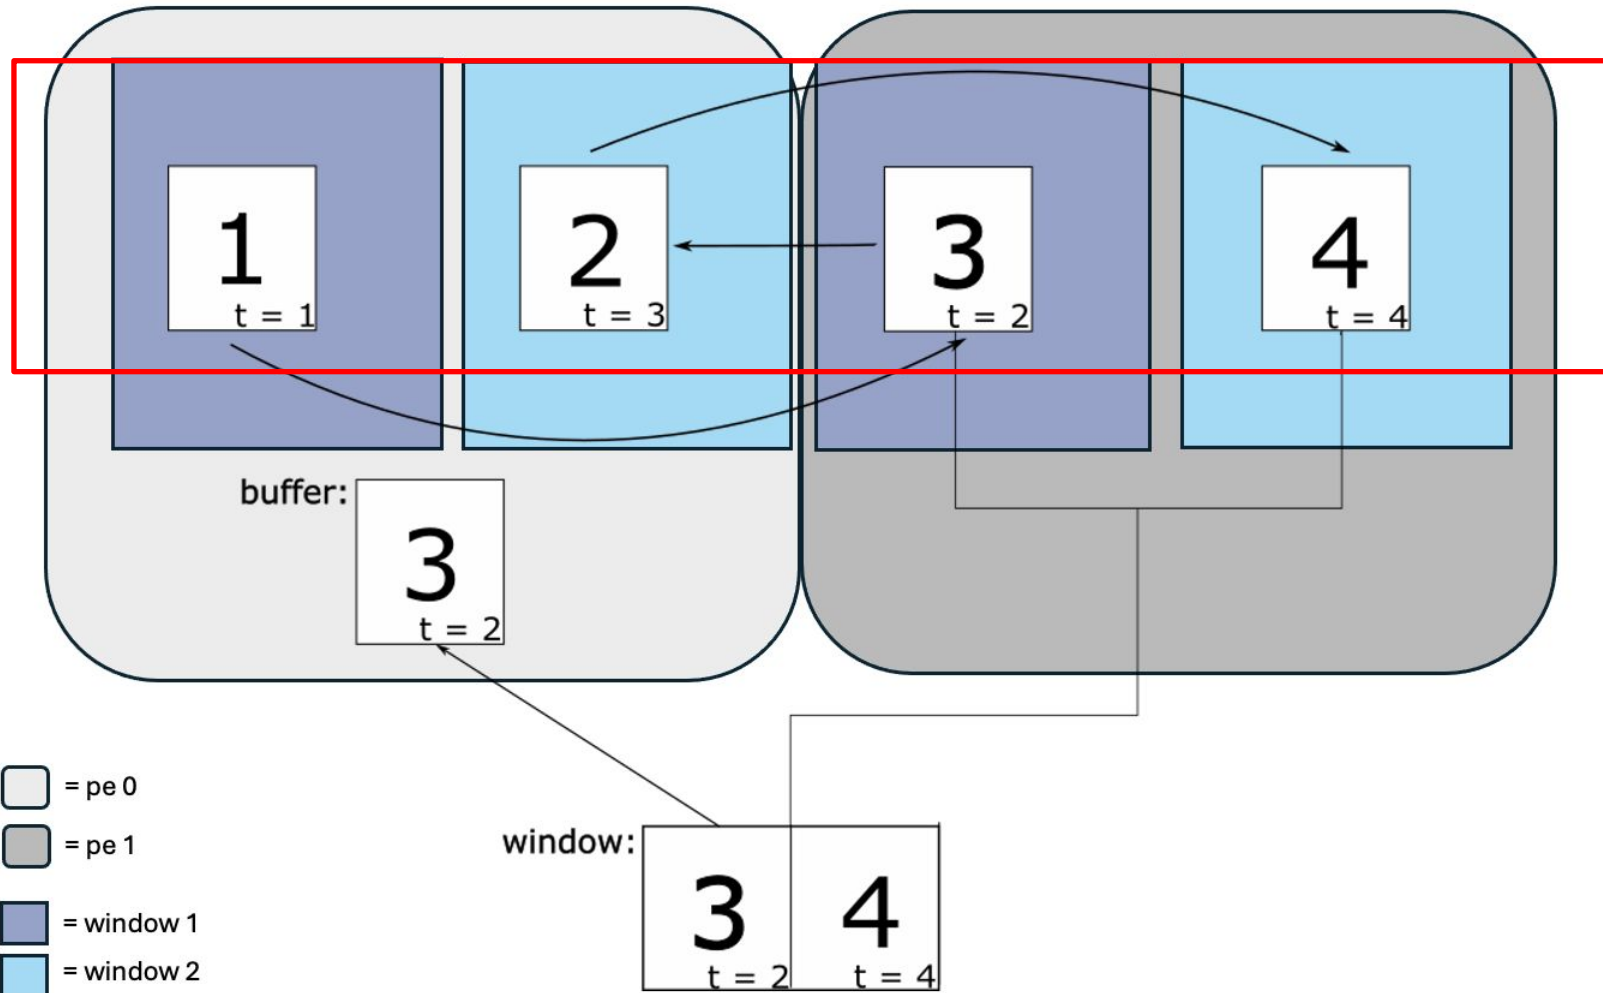 1
t = 1
2
t = 3
3
t = 2
4
t = 4
buffer:
3
t = 2
= pe 0
= pe 1
= window 1
= window 2
window:
3
t = 2
4
t = 4